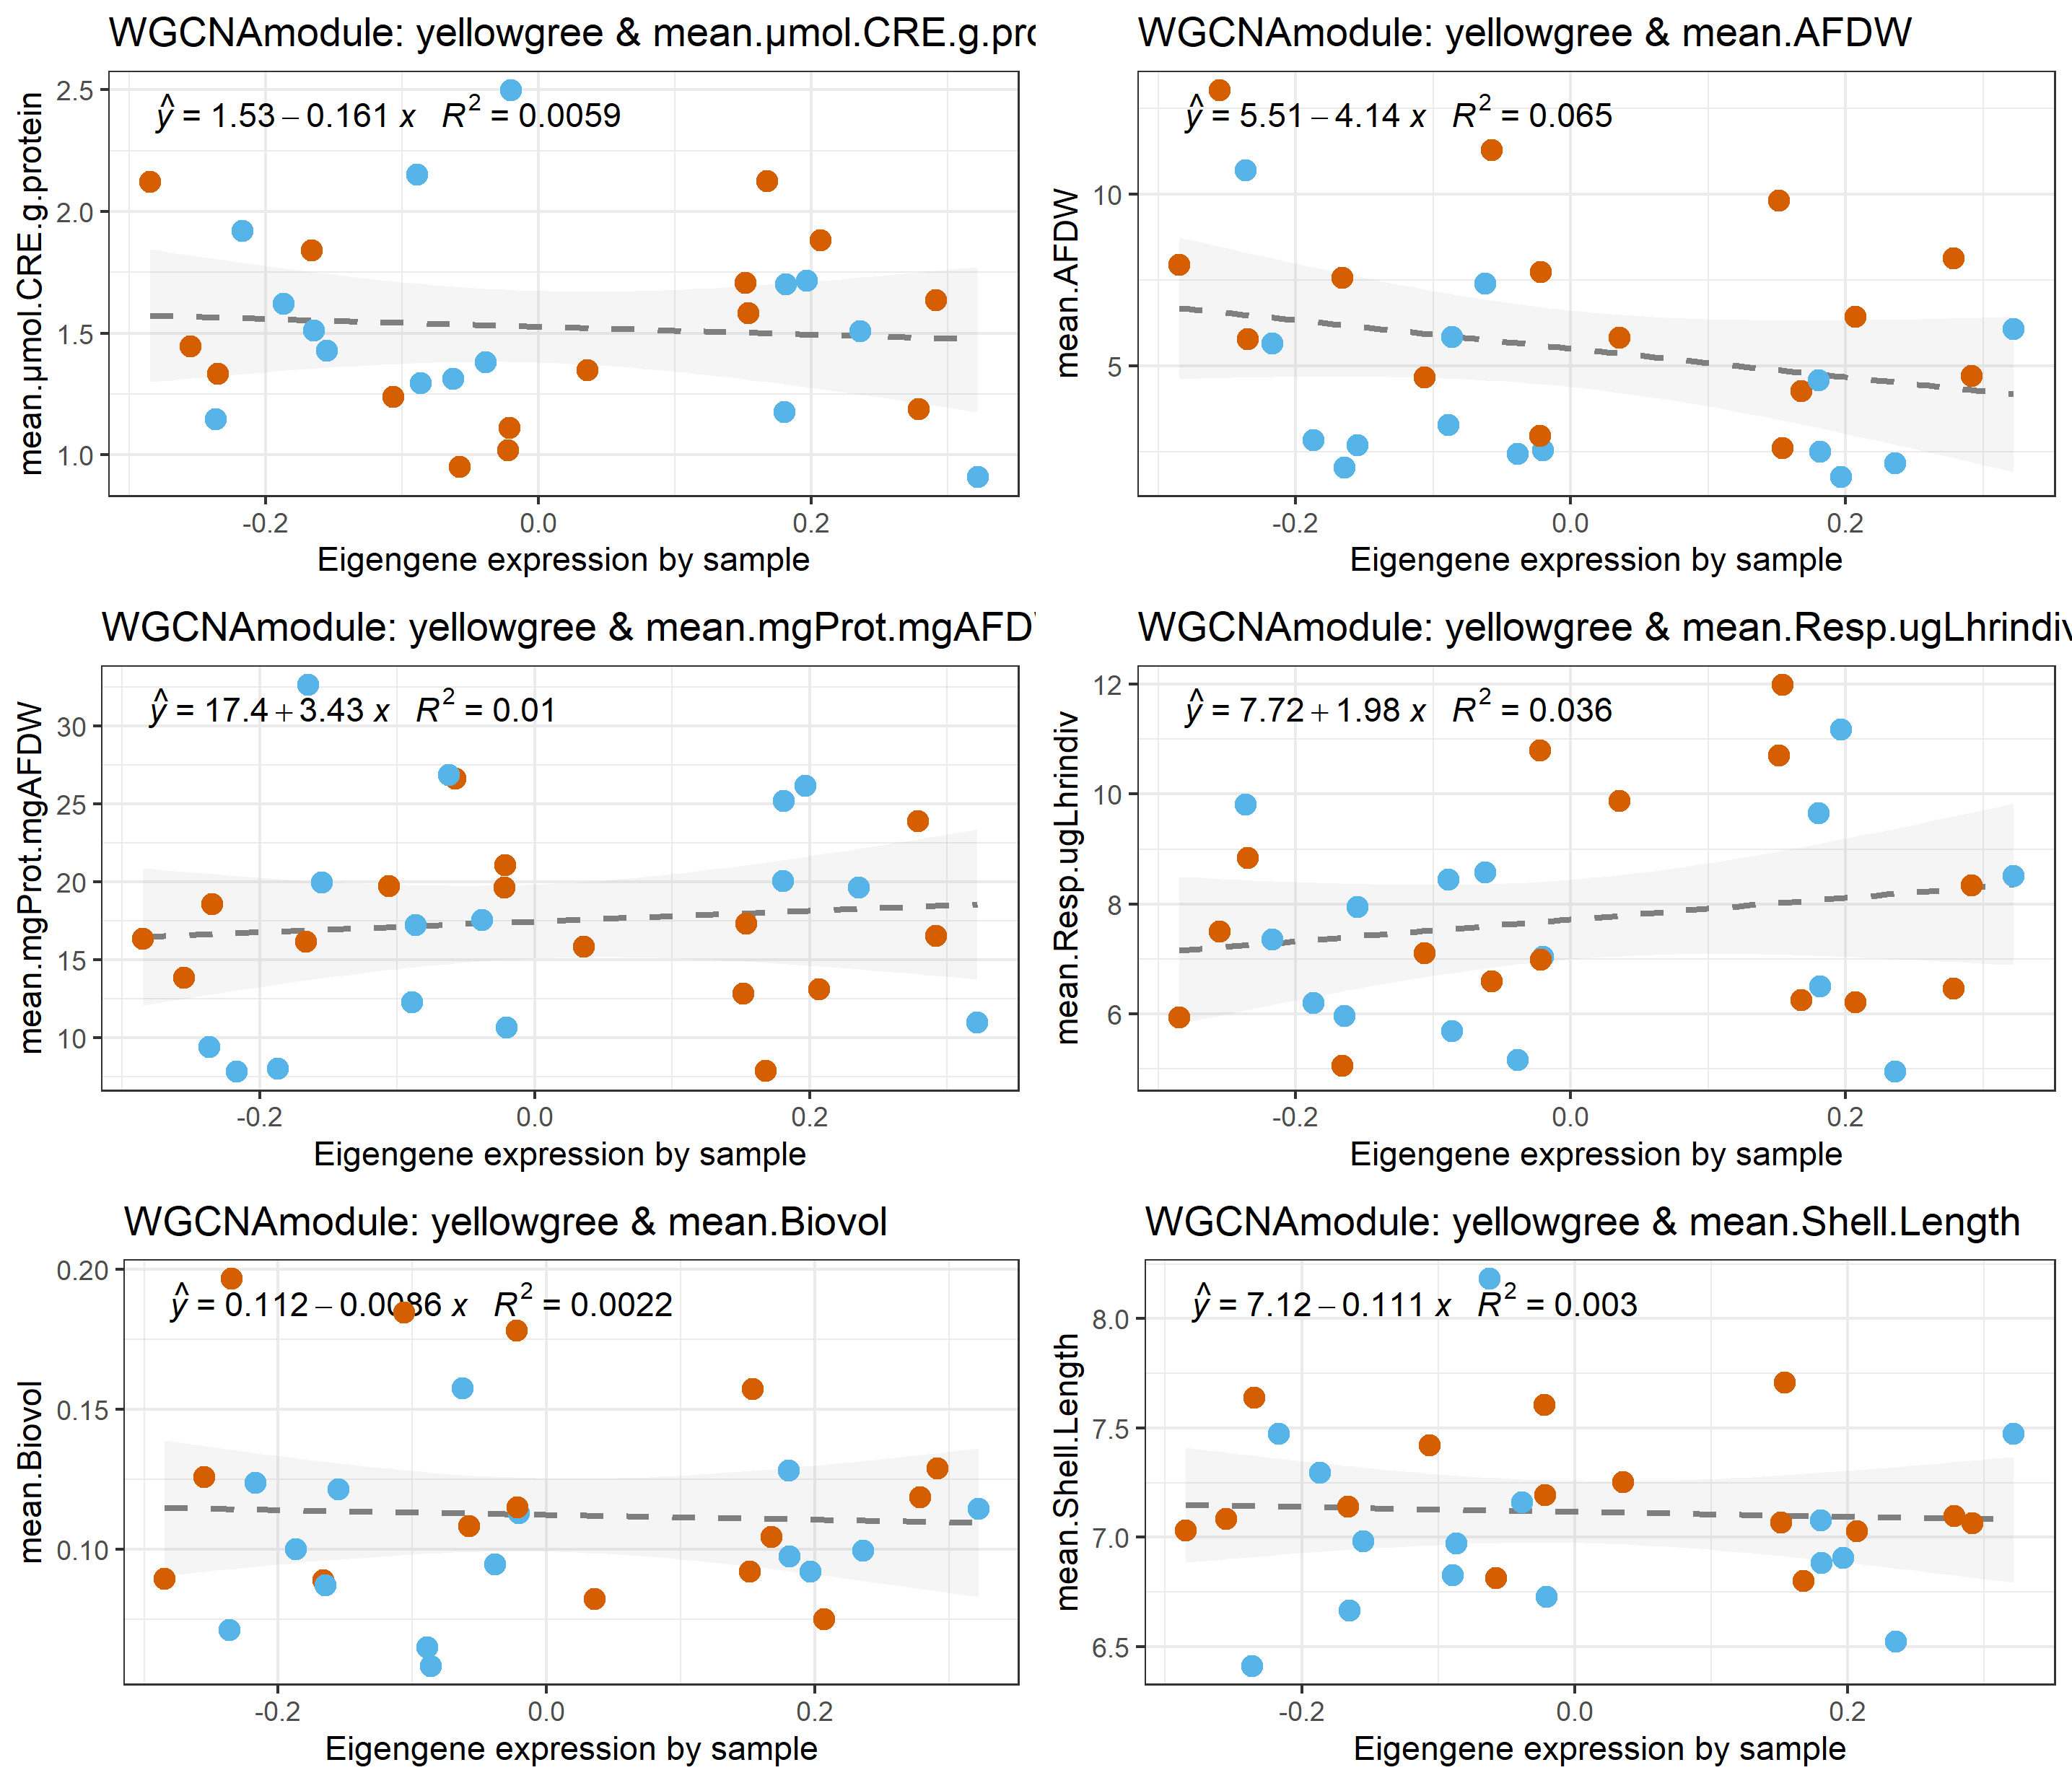 WGCNAmodule: yellowgree & mean.µmol.CRE.g.pro
mean.µmol.CRE.g.protein
ŷ = 1.53 − 0.161 x R² = 0.0059
2.5
2.0
1.5
1.0
-0.2 0.0 0.2
Eigengene expression by sample
WGCNAmodule: yellowgree & mean.AFDW
mean.AFDW
ŷ = 5.51 − 4.14 x R² = 0.065
10
5
-0.2 0.0 0.2
Eigengene expression by sample
WGCNAmodule: yellowgree & mean.mgProt.mgAFD
mean.mgProt.mgAFDW
ŷ = 17.4 + 3.43 x R² = 0.01
30
25
20
15
10
-0.2 0.0 0.2
Eigengene expression by sample
WGCNAmodule: yellowgree & mean.Resp.ugLhrindiv
mean.Resp.ugLhrindiv
ŷ = 7.72 + 1.98 x R² = 0.036
12
10
8
6
-0.2 0.0 0.2
Eigengene expression by sample
WGCNAmodule: yellowgree & mean.Biovol
mean.Biovol
ŷ = 0.112 − 0.0086 x R² = 0.0022
0.20
0.15
0.10
-0.2 0.0 0.2
Eigengene expression by sample
WGCNAmodule: yellowgree & mean.Shell.Length
mean.Shell.Length
ŷ = 7.12 − 0.111 x R² = 0.003
8.0
7.5
7.0
6.5
-0.2 0.0 0.2
Eigengene expression by sample